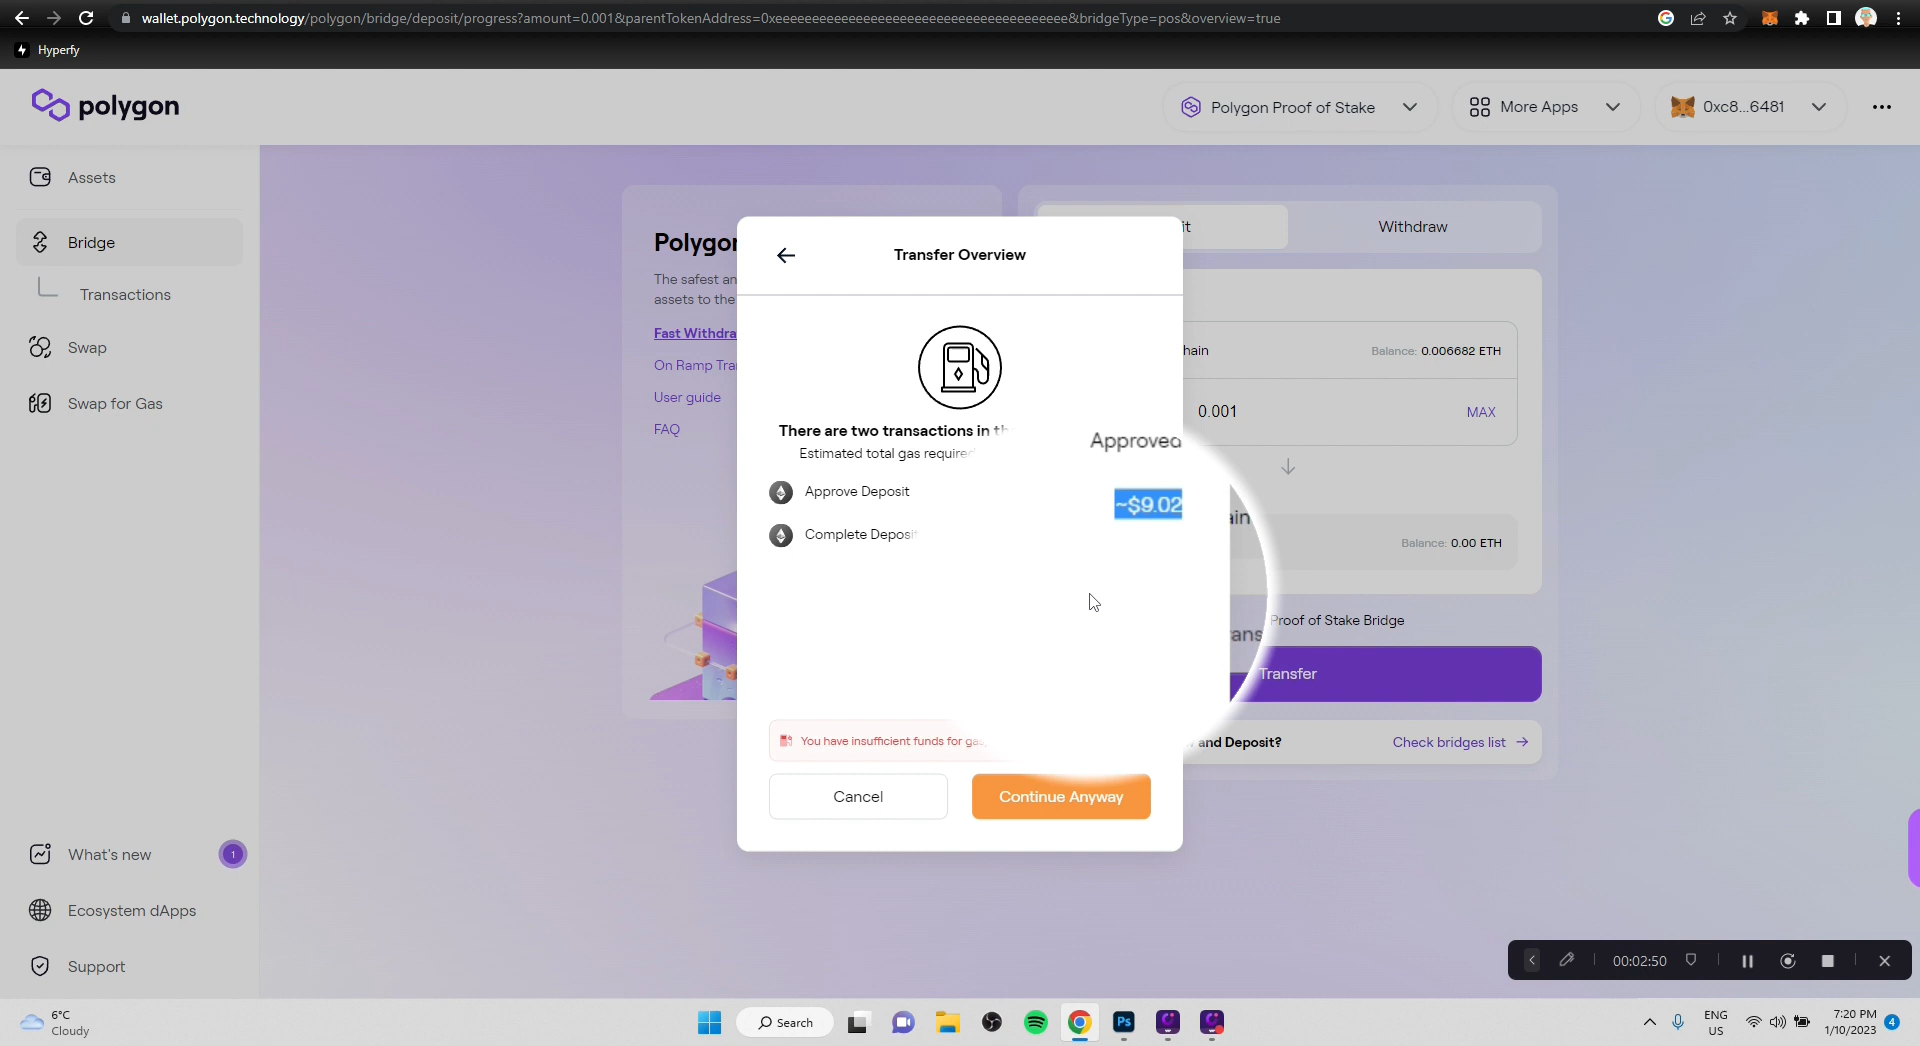 wallet.polygon.technology/polygon/bridge/deposit/progress?amount=0.001&parentTokenAddress=0xeeeeeeeeeeeeeeeeeeeeeeeeeeeeeeeeeeeeeeee&bridgeType=pos&overview=true
Hyperfy
polygon
Polygon Proof of Stake
More Apps
0xc8...6481
Assets
Bridge
Transactions
Swap
Swap for Gas
What's new
1
Ecosystem dApps
Support
Polygon
The safest an
assets to the
Fast Withdra
On Ramp Tra
User guide
FAQ
Transfer Overview
There are two transactions in th
Estimated total gas required
Approve Deposit
Approved
Complete Deposit
~$9.02
You have insufficient funds for gas,
Cancel
Continue Anyway
it
Withdraw
hain
Balance: 0.006682 ETH
0.001
MAX
ain
Balance: 0.00 ETH
Proof of Stake Bridge
rans
Transfer
and Deposit?
Check bridges list
00:02:50
6°C
Cloudy
Search
Ps
ENG
US
7:20 PM
1/10/2023
4